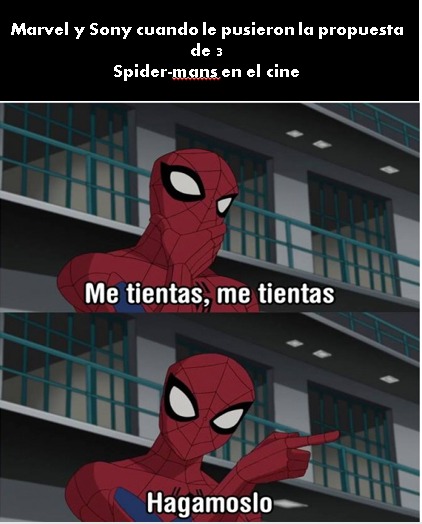 Marvel y Sony cuando le pusieron la propuesta
de 3
Spider-mans en el cine
Me tientas, me tientas
Hagamoslo